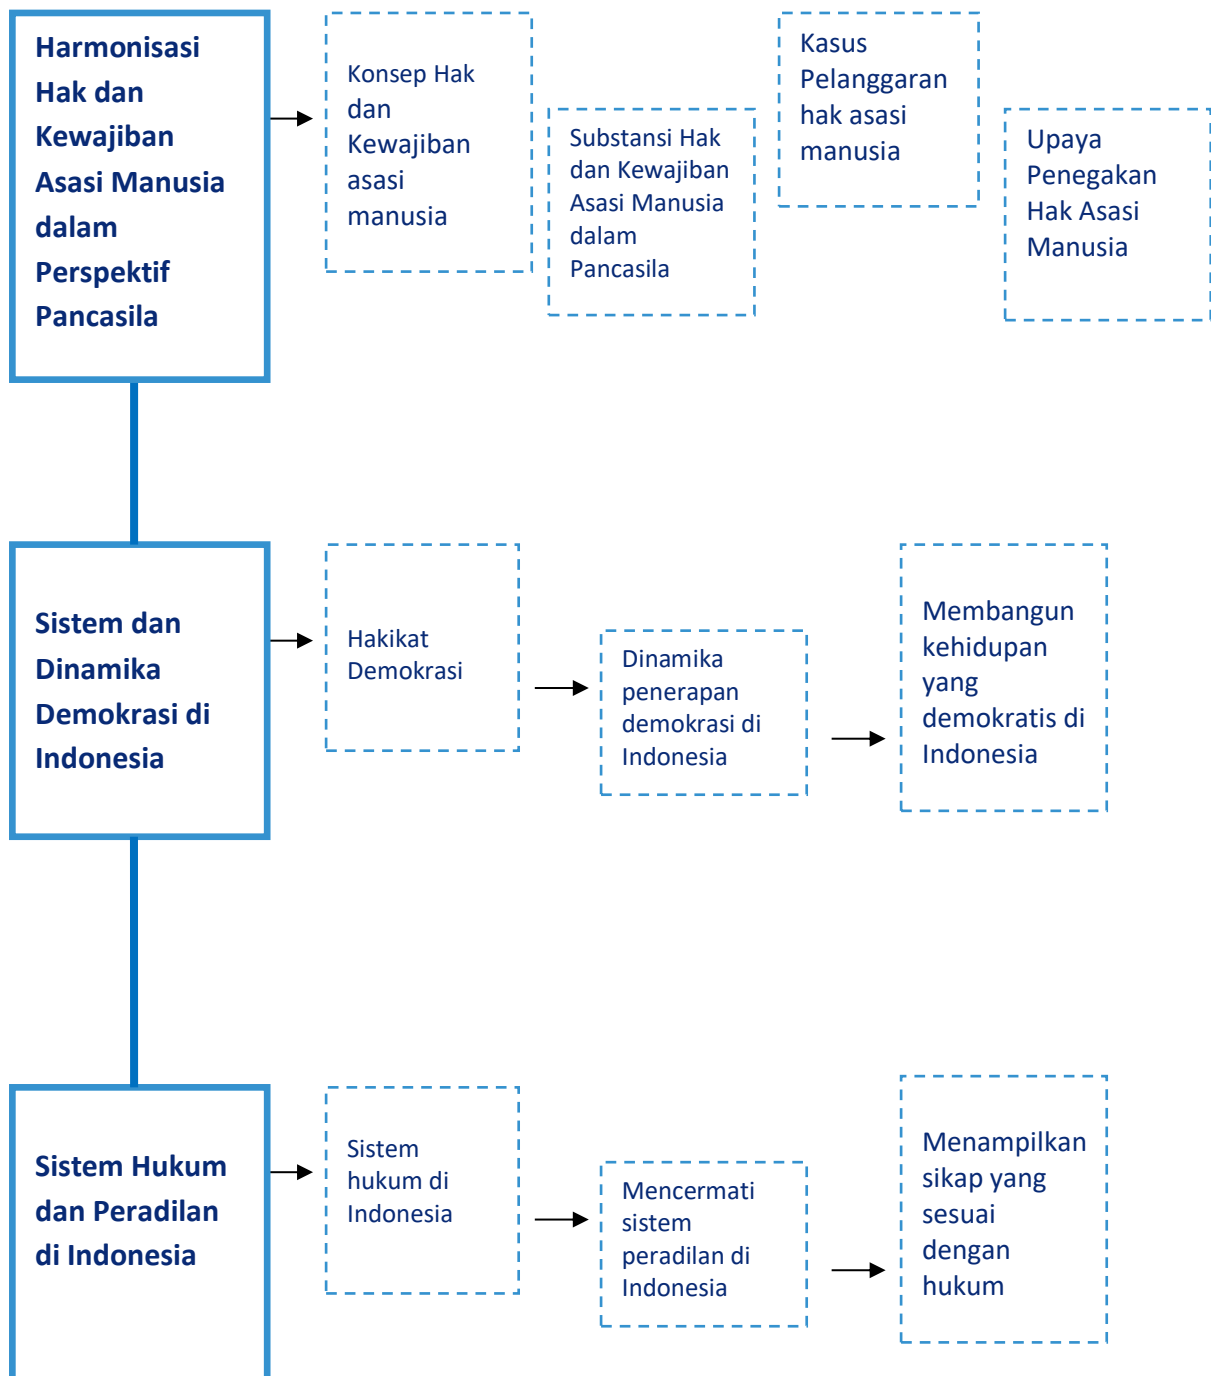 Harmonisasi
Hak dan
Kewajiban
Asasi Manusia
dalam
Perspektif
Pancasila
Konsep Hak
dan
Kewajiban
asasi
manusia
Substansi Hak
dan Kewajiban
Asasi Manusia
dalam
Pancasila
Kasus
Pelanggaran
hak asasi
manusia
Upaya
Penegakan
Hak Asasi
Manusia
Sistem dan
Dinamika
Demokrasi di
Indonesia
Hakikat
Demokrasi
Dinamika
penerapan
demokrasi di
Indonesia
Membangun
kehidupan
yang
demokratis di
Indonesia
Sistem Hukum
dan Peradilan
di Indonesia
Sistem
hukum di
Indonesia
Mencermati
sistem
peradilan di
Indonesia
Menampilkan
sikap yang
sesuai
dengan
hukum